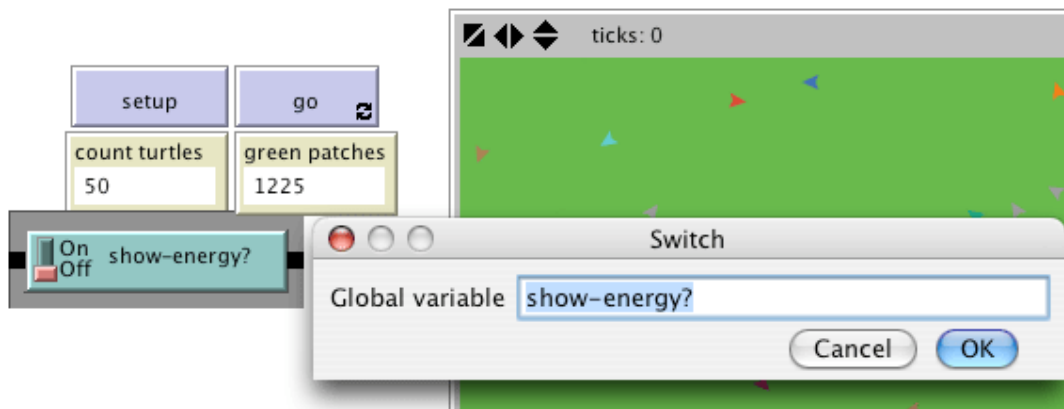 ticks: 0
setup
go
count turtles
50
green patches
1225
On
Off
show-energy?
Switch
Global variable show-energy?
Cancel
OK